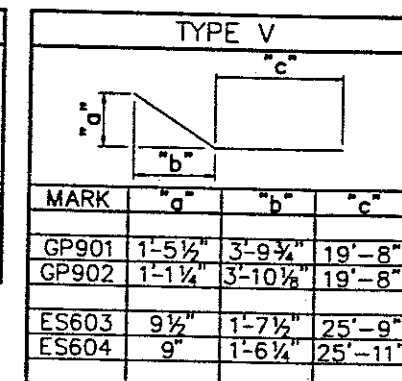 TYPE V
"c"
"a"
"b"
MARK "a" "b" "c"
GP901 1'-5½" 3'-9¾" 19'-8"
GP902 1'-1¼" 3'-10⅛" 19'-8"
ES603 9½" 1'-7½" 25'-9"
ES604 9" 1'-6¼" 25'-11"